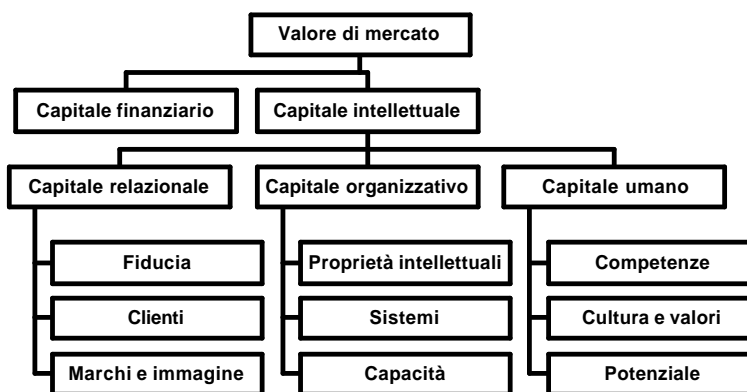 Valore di mercato
Capitale finanziario
Capitale intellettuale
Capitale relazionale
Capitale organizzativo
Capitale umano
Fiducia
Proprietà intellettuali
Competenze
Clienti
Sistemi
Cultura e valori
Marchi e immagine
Capacità
Potenziale